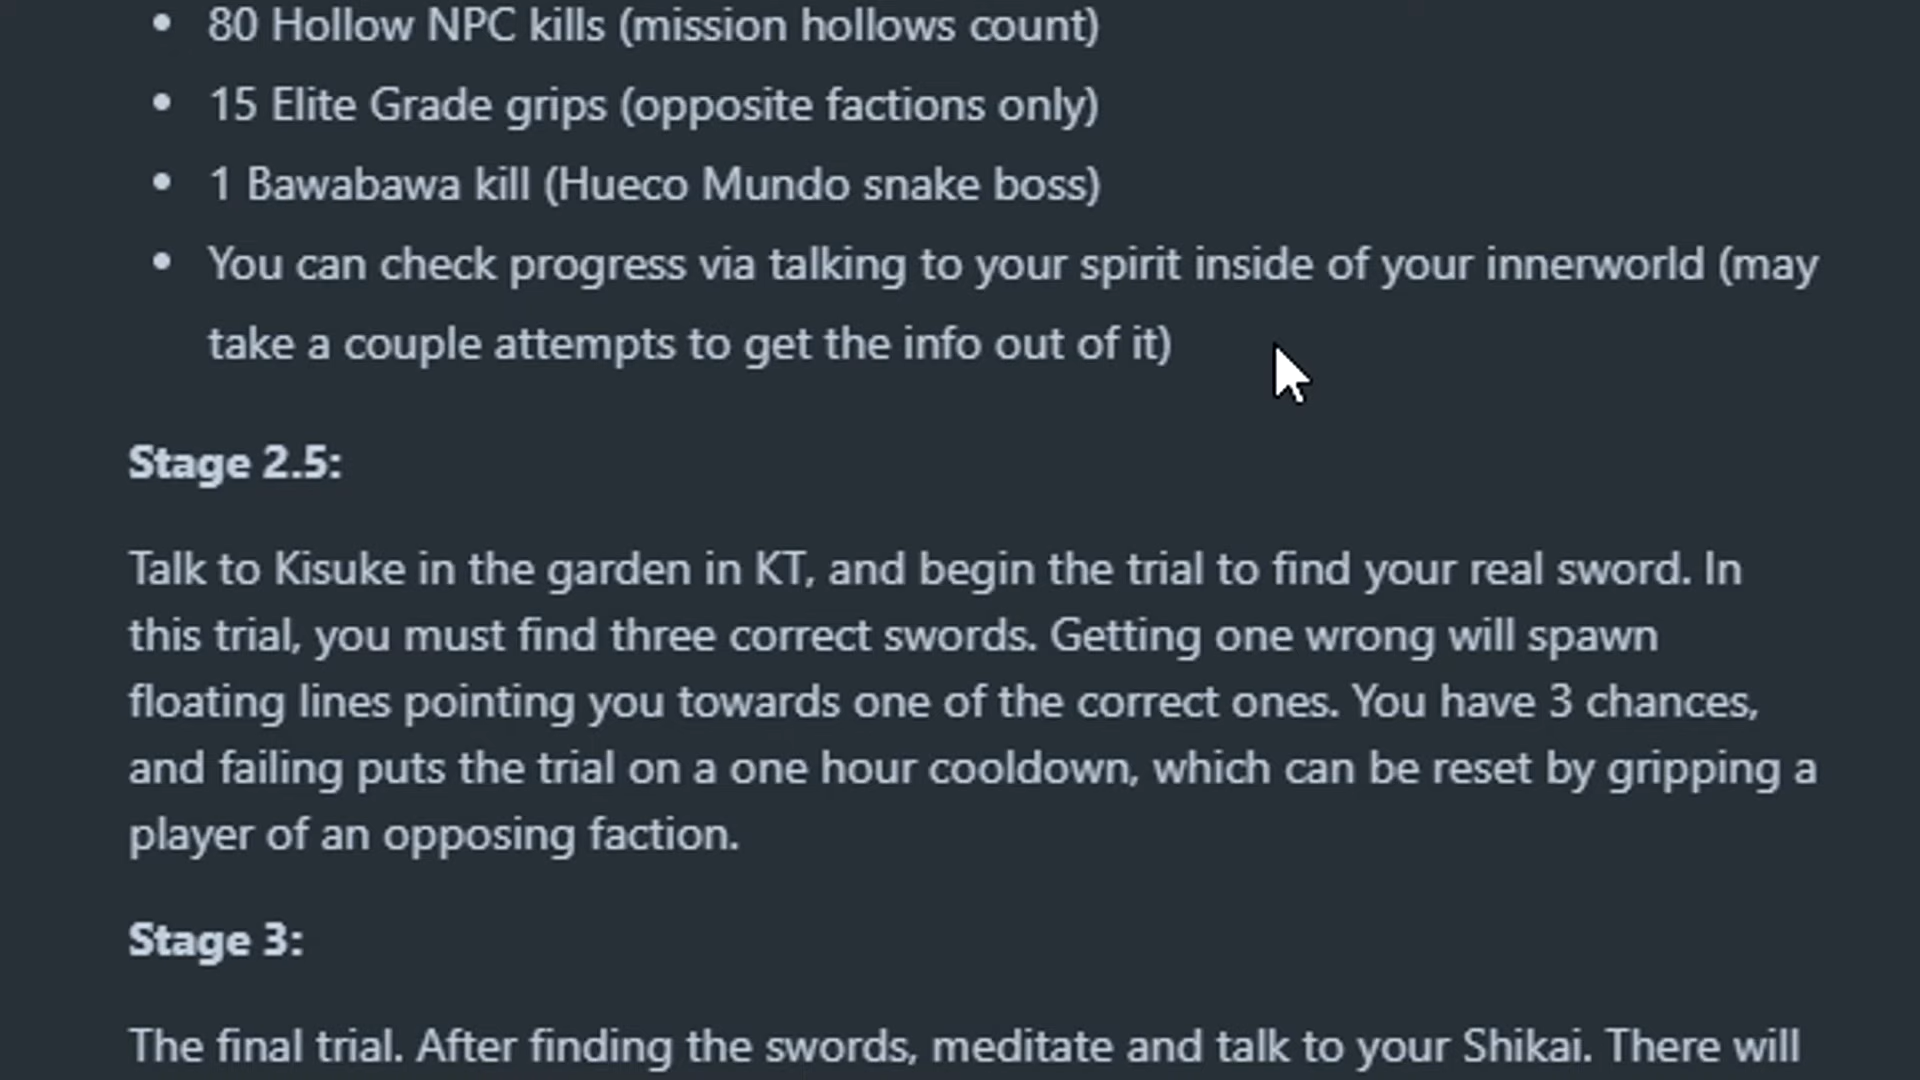 • 80 Hollow NPC kills (mission hollows count)
• 15 Elite Grade grips (opposite factions only)
• 1 Bawabawa kill (Hueco Mundo snake boss)
• You can check progress via talking to your spirit inside of your innerworld (may
take a couple attempts to get the info out of it)
Stage 2.5:
Talk to Kisuke in the garden in KT, and begin the trial to find your real sword. In
this trial, you must find three correct swords. Getting one wrong will spawn
floating lines pointing you towards one of the correct ones. You have 3 chances,
and failing puts the trial on a one hour cooldown, which can be reset by gripping a
player of an opposing faction.
Stage 3:
The final trial. After finding the swords, meditate and talk to your Shikai. There will